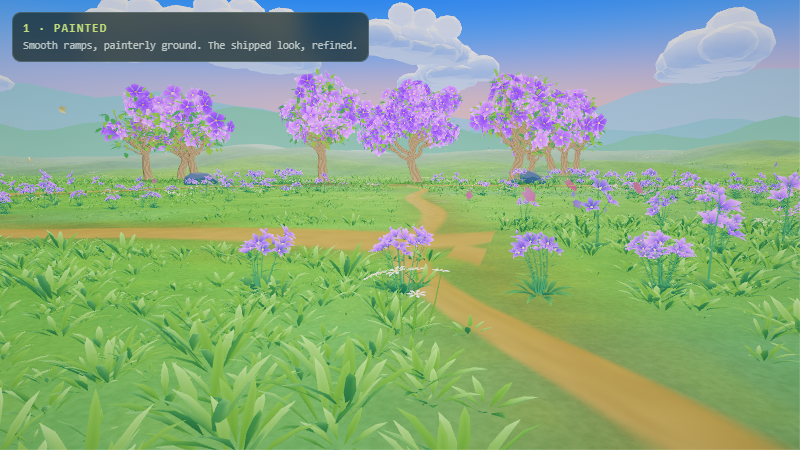 1 · PAINTED
Smooth ramps, painterly ground. The shipped look, refined.